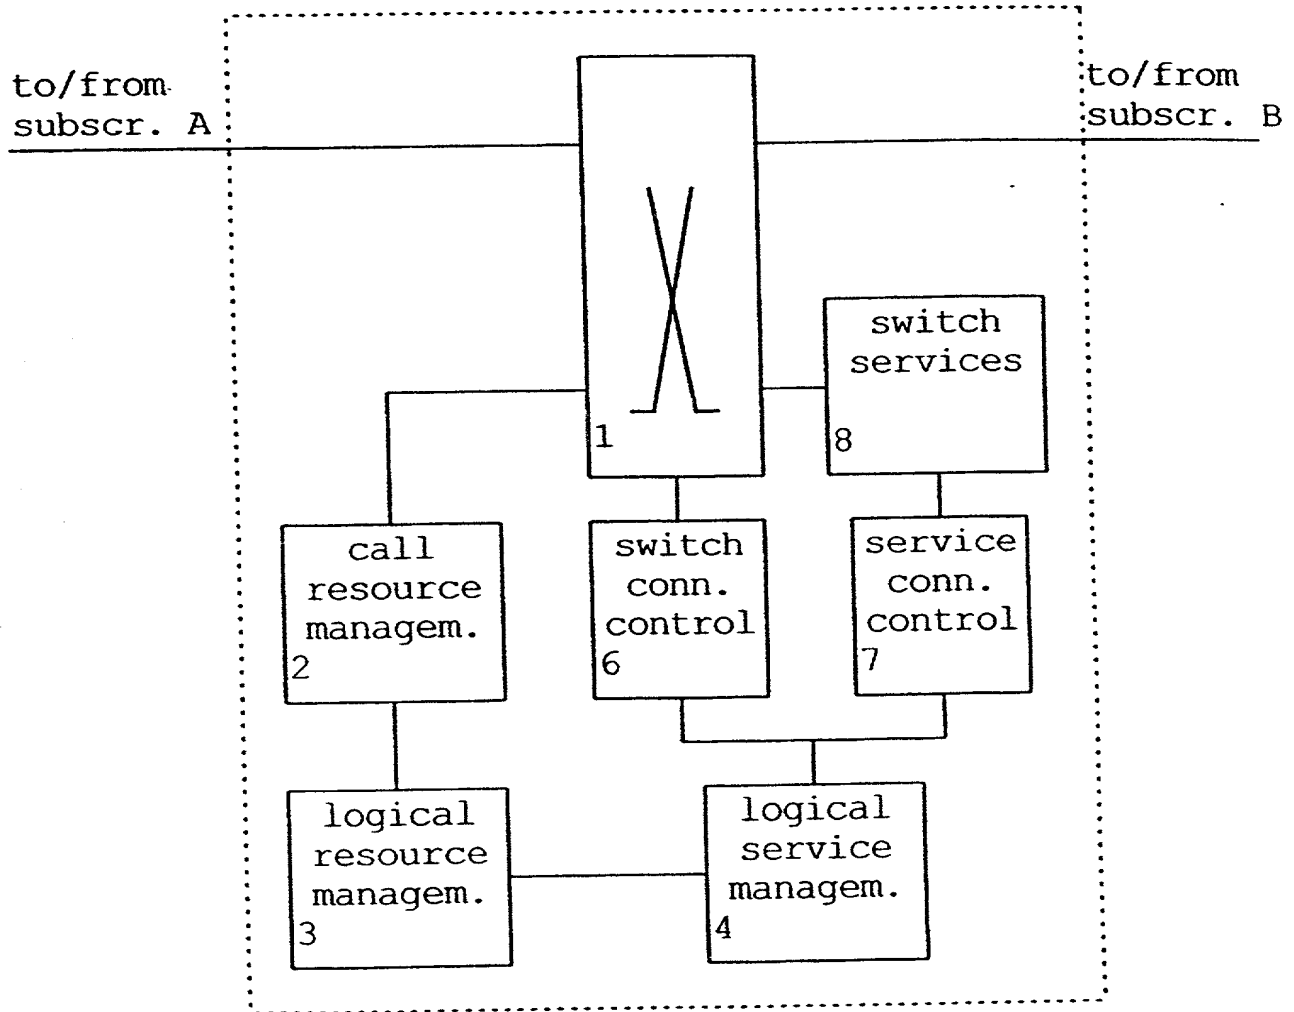 to/from
subscr. A
to/from
subscr. B
1
switch
services
8
call
resource
managem.
2
switch
conn.
control
6
service
conn.
control
7
logical
resource
managem.
3
logical
service
managem.
4